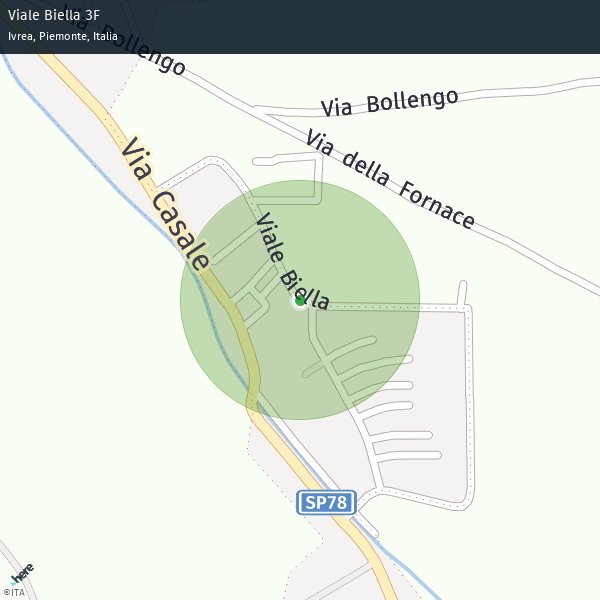 Viale Biella 3F
Ivrea, Piemonte, Italia
Via Bollengo
Via Bollengo
Via della Fornace
Via Casale
Viale Biella
SP78
here
©ITA